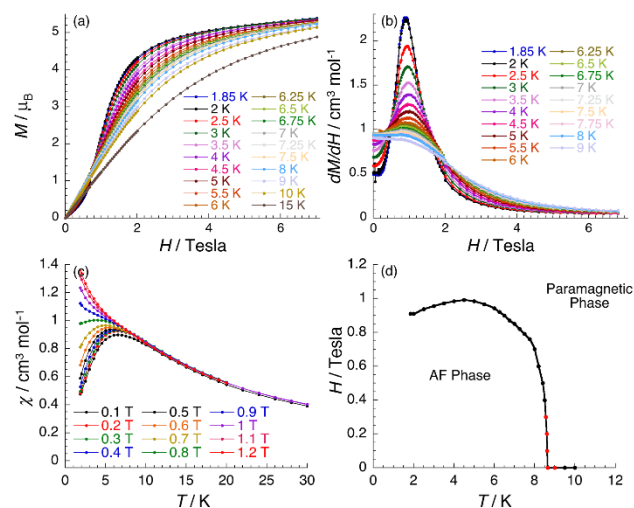 (a)
M / μB
5
4
3
2
1
0
1.85 K 6.25 K
2 K 6.5 K
2.5 K 6.75 K
3 K 7 K
3.5 K 7.25 K
4 K 7.5 K
4.5 K 8 K
5 K 9 K
5.5 K 10 K
6 K 15 K
0 2 4 6
H / Tesla
(b)
dM/dH / cm³ mol⁻¹
2.5
2
1.5
1
0.5
0
1.85 K 6.25 K
2 K 6.5 K
2.5 K 6.75 K
3 K 7 K
3.5 K 7.25 K
4 K 7.5 K
4.5 K 7.75 K
5 K 8 K
5.5 K 9 K
6 K
0 2 4 6
H / Tesla
(c)
χ / cm³ mol⁻¹
1.4
1.2
1
0.8
0.6
0.4
0.2
0
0.1 T 0.5 T 0.9 T
0.2 T 0.6 T 1 T
0.3 T 0.7 T 1.1 T
0.4 T 0.8 T 1.2 T
0 5 10 15 20 25 30
T / K
(d)
H / Tesla
1.2
1
0.8
0.6
0.4
0.2
0
Paramagnetic
Phase
AF Phase
0 2 4 6 8 10 12
T / K